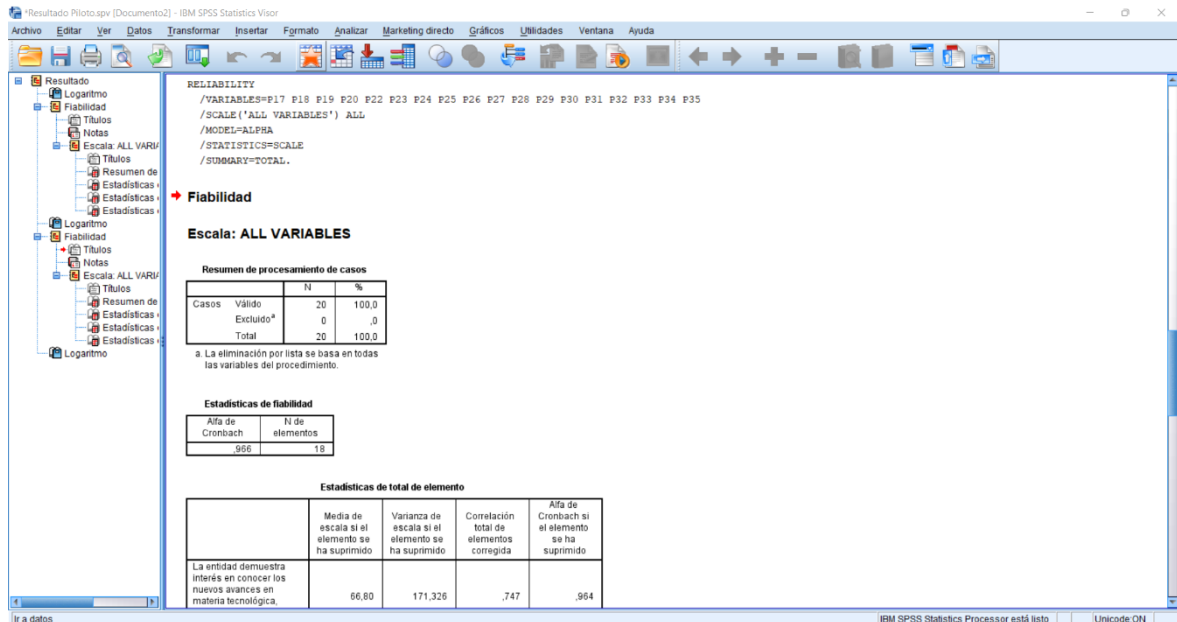 *Resultado Piloto.spv [Documento2] - IBM SPSS Statistics Visor
Archivo Editar Ver Datos Transformar Insertar Formato Analizar Marketing directo Gráficos Utilidades Ventana Ayuda
Resultado
Logaritmo
Fiabilidad
Títulos
Notas
Escala: ALL VARIA
Títulos
Resumen de
Estadísticas
Estadísticas
Estadísticas
Logaritmo
Fiabilidad
Títulos
Notas
Escala: ALL VARIA
Títulos
Resumen de
Estadísticas
Estadísticas
Estadísticas
Logaritmo
RELIABILITY
/VARIABLES=P17 P18 P19 P20 P22 P23 P24 P25 P26 P27 P28 P29 P30 P31 P32 P33 P34 P35
/SCALE('ALL VARIABLES') ALL
/MODEL=ALPHA
/STATISTICS=SCALE
/SUMMARY=TOTAL.
Fiabilidad
Escala: ALL VARIABLES
Resumen de procesamiento de casos
N %
Casos Válido 20 100,0
Excluido a 0 ,0
Total 20 100,0
a. La eliminación por lista se basa en todas
las variables del procedimiento.
Estadísticas de fiabilidad
Alfa de
Cronbach
N de
elementos
,966 18
Estadísticas de total de elemento
Media de
escala si el
elemento se
ha suprimido
Varianza de
escala si el
elemento se
ha suprimido
Correlación
total de
elementos
corregida
Alfa de
Cronbach si
el elemento
se ha
suprimido
La entidad demuestra
interés en conocer los
nuevos avances en
materia tecnológica,
66,80 171,326 ,747 ,964
Ir a datos
IBM SPSS Statistics Processor está listo
Unicode:ON